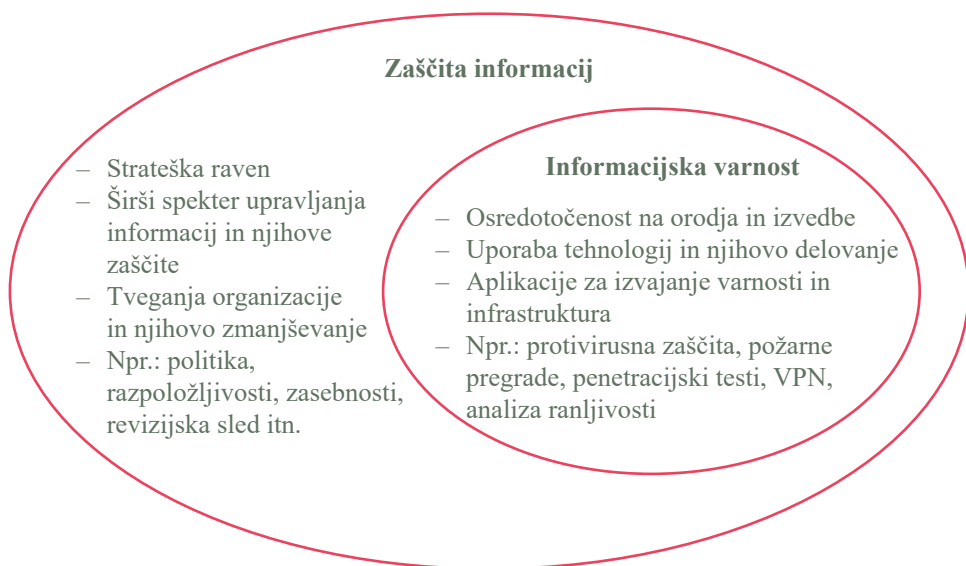 Zaščita informacij
– Strateška raven
– Širši spekter upravljanja
informacij in njihove
zaščite
– Tveganja organizacije
in njihovo zmanjševanje
– Npr.: politika,
razpoložljivosti, zasebnosti,
revizijska sled itn.
Informacijska varnost
– Osredotočenost na orodja in izvedbe
– Uporaba tehnologij in njihovo delovanje
– Aplikacije za izvajanje varnosti in
infrastruktura
– Npr.: protivirusna zaščita, požarne
pregrade, penetracijski testi, VPN,
analiza ranljivosti